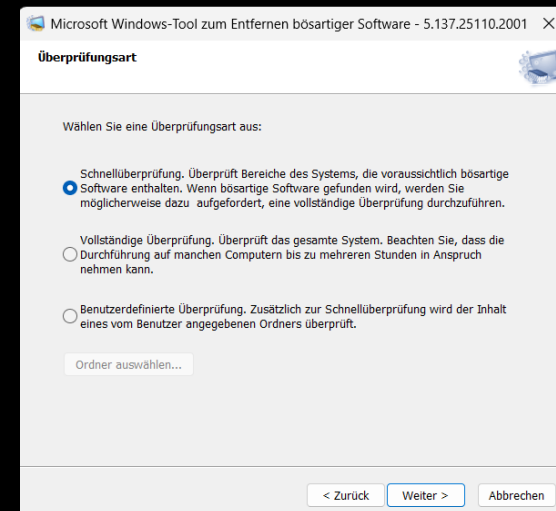 Microsoft Windows-Tool zum Entfernen bösartiger Software - 5.137.25110.2001
Überprüfungsart
Wählen Sie eine Überprüfungsart aus:
Schnellüberprüfung. Überprüft Bereiche des Systems, die voraussichtlich bösartige
Software enthalten. Wenn bösartige Software gefunden wird, werden Sie
möglicherweise dazu  aufgefordert, eine vollständige Überprüfung durchzuführen.
Vollständige Überprüfung. Überprüft das gesamte System. Beachten Sie, dass die
Durchführung auf manchen Computern bis zu mehreren Stunden in Anspruch
nehmen kann.
Benutzerdefinierte Überprüfung. Zusätzlich zur Schnellüberprüfung wird der Inhalt
eines vom Benutzer angegebenen Ordners überprüft.
Ordner auswählen...
< Zurück Weiter > Abbrechen